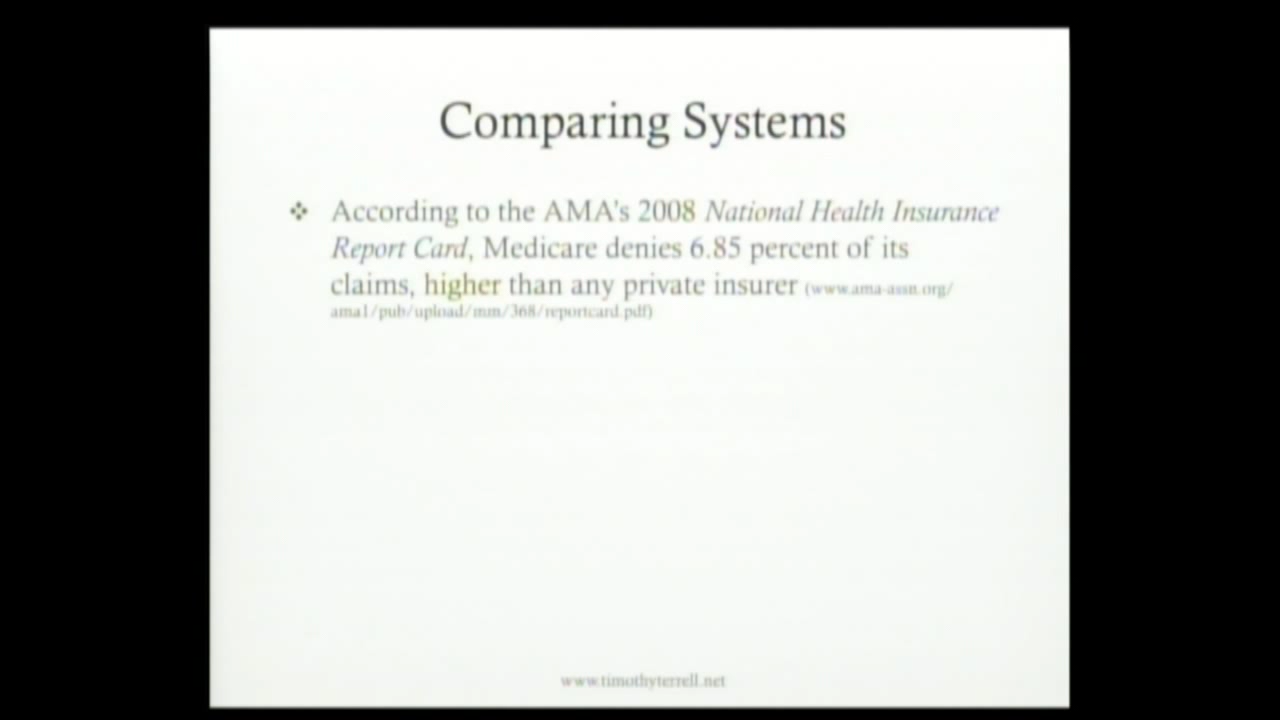 Comparing Systems
❖ According to the AMA's 2008 National Health Insurance
Report Card, Medicare denies 6.85 percent of its
claims, higher than any private insurer (www.ama-assn.org/
ama1/pub/upload/mm/368/reportcard.pdf)
www.timothyterrell.net